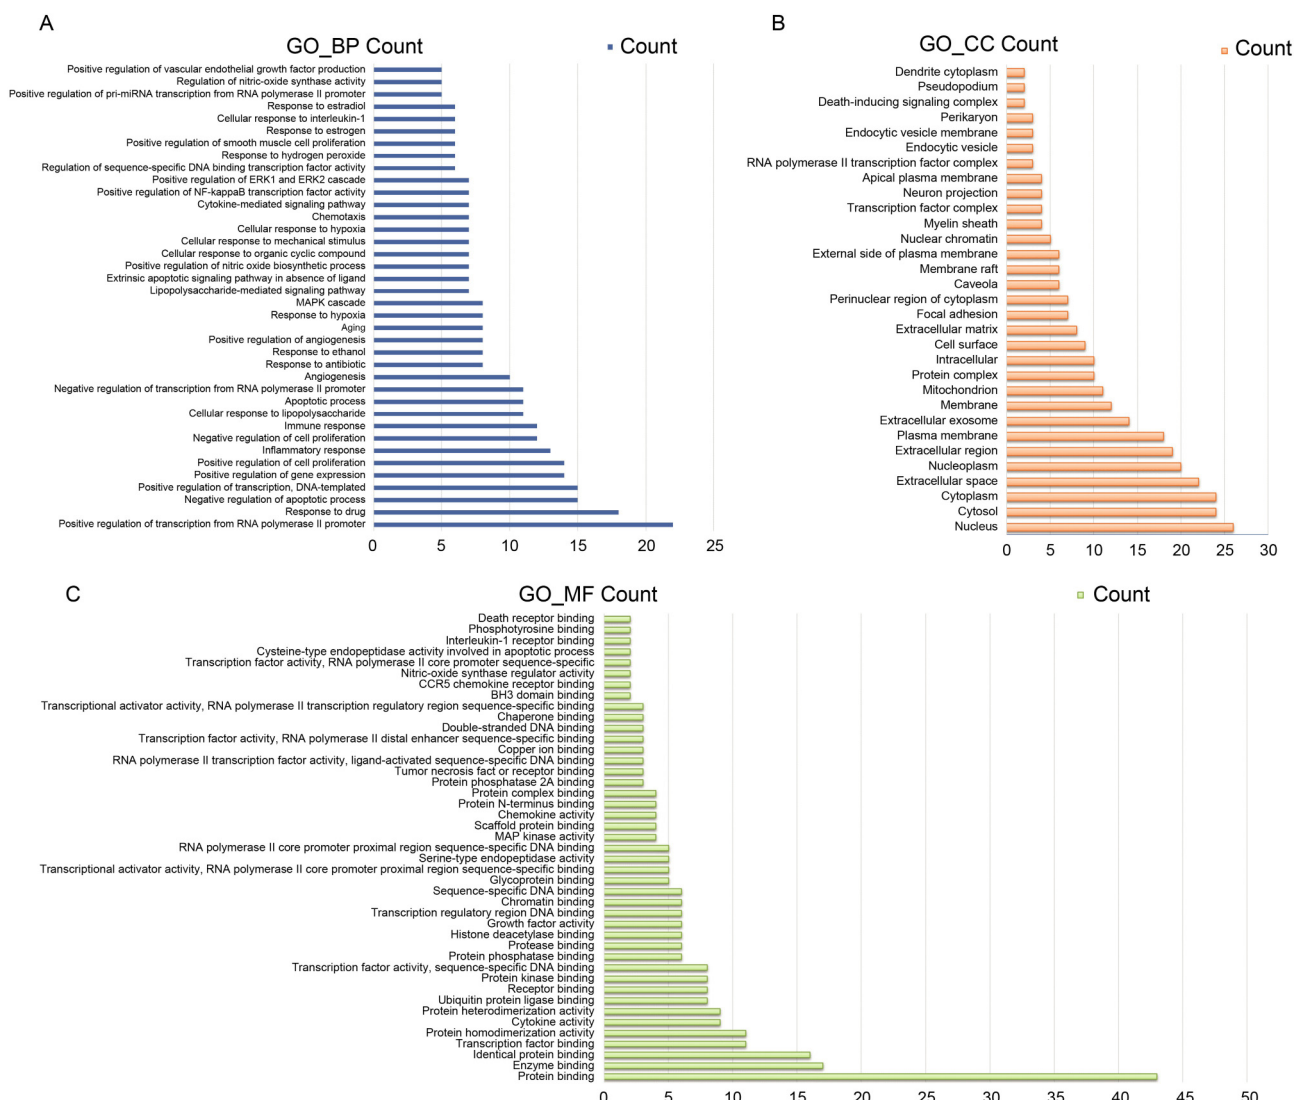 A
GO_BP Count
Count
Positive regulation of vascular endothelial growth factor production
Regulation of nitric-oxide synthase activity
Positive regulation of pri-miRNA transcription from RNA polymerase II promoter
Response to estradiol
Cellular response to interleukin-1
Response to estrogen
Positive regulation of smooth muscle cell proliferation
Response to hydrogen peroxide
Regulation of sequence-specific DNA binding transcription factor activity
Positive regulation of ERK1 and ERK2 cascade
Positive regulation of NF-kappaB transcription factor activity
Cytokine-mediated signaling pathway
Chemotaxis
Cellular response to hypoxia
Cellular response to mechanical stimulus
Cellular response to organic cyclic compound
Positive regulation of nitric oxide biosynthetic process
Extrinsic apoptotic signaling pathway in absence of ligand
Lipopolysaccharide-mediated signaling pathway
MAPK cascade
Response to hypoxia
Aging
Positive regulation of angiogenesis
Response to ethanol
Response to antibiotic
Angiogenesis
Negative regulation of transcription from RNA polymerase II promoter
Apoptotic process
Cellular response to lipopolysaccharide
Immune response
Negative regulation of cell proliferation
Inflammatory response
Positive regulation of cell proliferation
Positive regulation of gene expression
Positive regulation of transcription, DNA-templated
Negative regulation of apoptotic process
Response to drug
Positive regulation of transcription from RNA polymerase II promoter
0 5 10 15 20 25
B
GO_CC Count
Count
Dendrite cytoplasm
Pseudopodium
Death-inducing signaling complex
Perikaryon
Endocytic vesicle membrane
Endocytic vesicle
RNA polymerase II transcription factor complex
Apical plasma membrane
Neuron projection
Transcription factor complex
Myelin sheath
Nuclear chromatin
External side of plasma membrane
Membrane raft
Caveola
Perinuclear region of cytoplasm
Focal adhesion
Extracellular matrix
Cell surface
Intracellular
Protein complex
Mitochondrion
Membrane
Extracellular exosome
Plasma membrane
Extracellular region
Nucleoplasm
Extracellular space
Cytoplasm
Cytosol
Nucleus
0 5 10 15 20 25 30
C
GO_MF Count
Count
Death receptor binding
Phosphotyrosine binding
Interleukin-1 receptor binding
Cysteine-type endopeptidase activity involved in apoptotic process
Transcription factor activity, RNA polymerase II core promoter sequence-specific
Nitric-oxide synthase regulator activity
CCR5 chemokine receptor binding
BH3 domain binding
Transcriptional activator activity, RNA polymerase II transcription regulatory region sequence-specific binding
Chaperone binding
Double-stranded DNA binding
Transcription factor activity, RNA polymerase II distal enhancer sequence-specific binding
Copper ion binding
RNA polymerase II transcription factor activity, ligand-activated sequence-specific DNA binding
Tumor necrosis fact or receptor binding
Protein phosphatase 2A binding
Protein complex binding
Protein N-terminus binding
Chemokine activity
Scaffold protein binding
MAP kinase activity
RNA polymerase II core promoter proximal region sequence-specific DNA binding
Serine-type endopeptidase activity
Transcriptional activator activity, RNA polymerase II core promoter proximal region sequence-specific binding
Glycoprotein binding
Sequence-specific DNA binding
Chromatin binding
Transcription regulatory region DNA binding
Growth factor activity
Histone deacetylase binding
Protease binding
Protein phosphatase binding
Transcription factor activity, sequence-specific DNA binding
Protein kinase binding
Receptor binding
Ubiquitin protein ligase binding
Protein heterodimerization activity
Cytokine activity
Protein homodimerization activity
Transcription factor binding
Identical protein binding
Enzyme binding
Protein binding
0 5 10 15 20 25 30 35 40 45 50